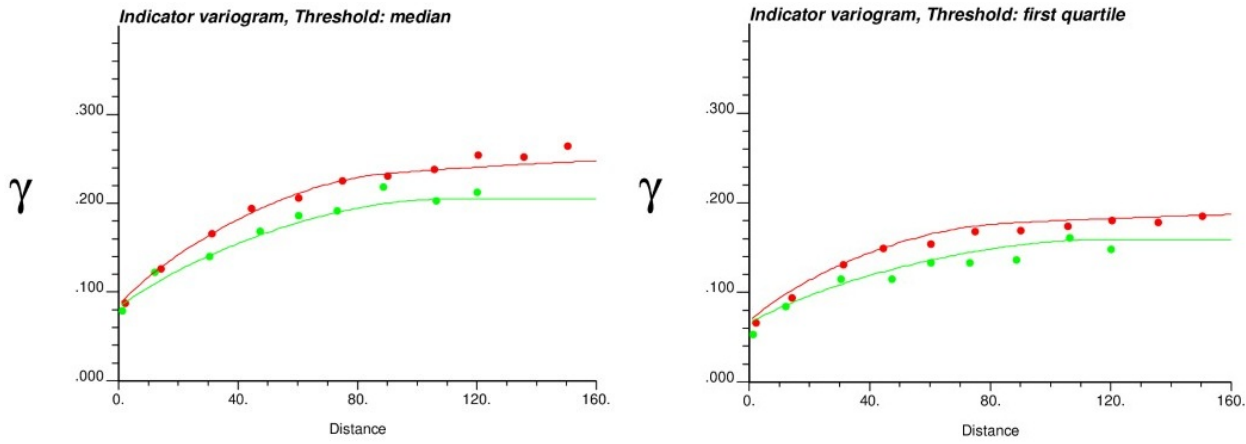 Indicator variogram, Threshold: median
.300
γ
.200
.100
.000
0. 40. 80. 120. 160.
Distance
Indicator variogram, Threshold: first quartile
.300
γ
.200
.100
.000
0. 40. 80. 120. 160.
Distance